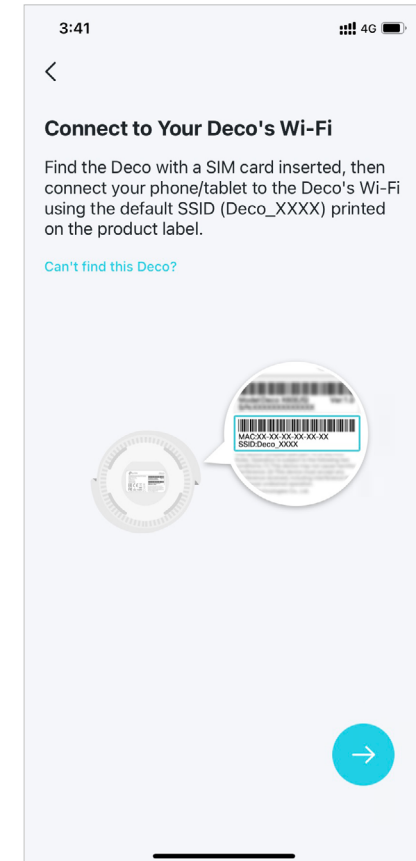 3:41
4G
Connect to Your Deco's Wi-Fi
Find the Deco with a SIM card inserted, then
connect your phone/tablet to the Deco's Wi-Fi
using the default SSID (Deco_XXXX) printed
on the product label.
Can't find this Deco?
MAC:XX-XX-XX-XX-XX-XX
SSID:Deco_XXXX